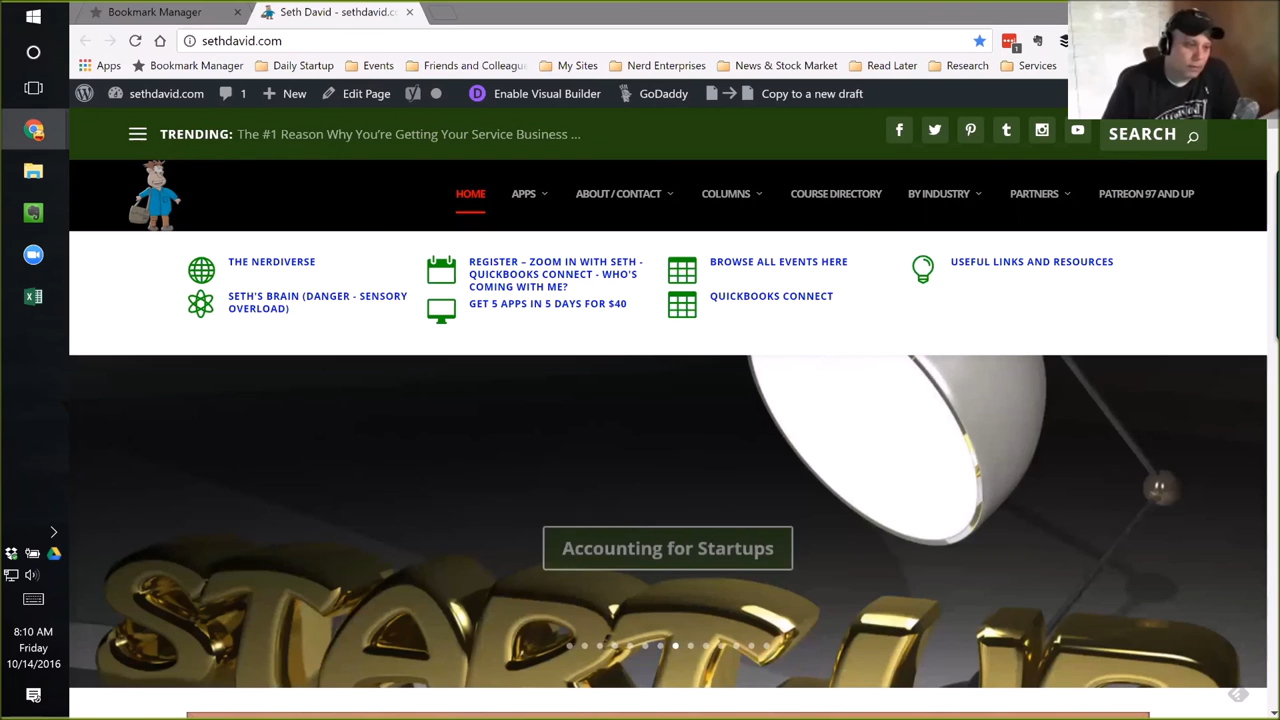 Bookmark Manager
Seth David - sethdavid.co
sethdavid.com
1
Apps
Bookmark Manager
Daily Startup
Events
Friends and Colleague
My Sites
Nerd Enterprises
News & Stock Market
Read Later
Research
Services
sethdavid.com
1
New
Edit Page
Enable Visual Builder
GoDaddy
Copy to a new draft
TRENDING: The #1 Reason Why You're Getting Your Service Business ...
SEARCH
HOME
APPS
ABOUT / CONTACT
COLUMNS
COURSE DIRECTORY
BY INDUSTRY
PARTNERS
PATREON 97 AND UP
THE NERDIVERSE
SETH'S BRAIN (DANGER - SENSORY
OVERLOAD)
REGISTER – ZOOM IN WITH SETH -
QUICKBOOKS CONNECT - WHO'S
COMING WITH ME?
GET 5 APPS IN 5 DAYS FOR $40
BROWSE ALL EVENTS HERE
QUICKBOOKS CONNECT
USEFUL LINKS AND RESOURCES
Accounting for Startups
START UP
8:10 AM
Friday
10/14/2016